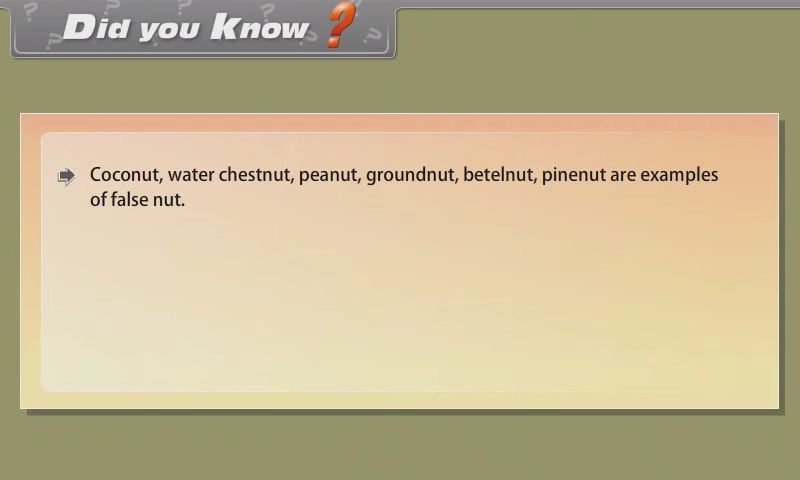 Did you Know ?
Coconut, water chestnut, peanut, groundnut, betelnut, pinenut are examples
of false nut.